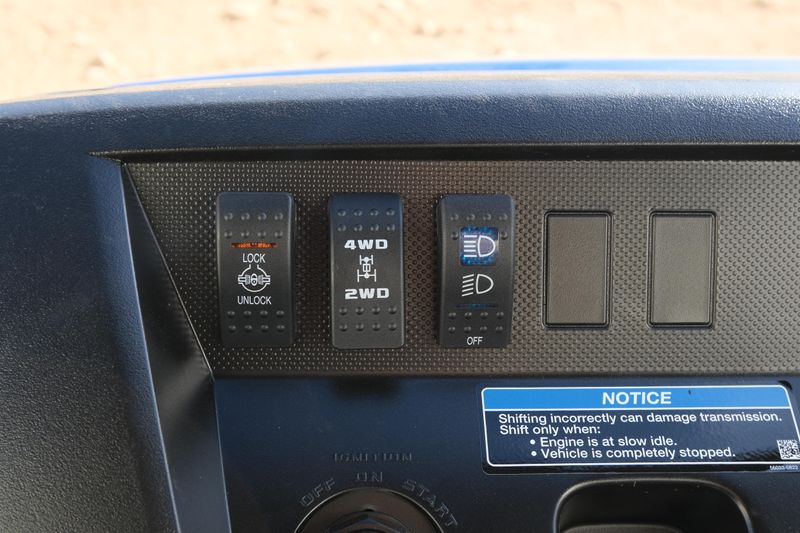 LOCK
UNLOCK
4WD
2WD
OFF
NOTICE
Shifting incorrectly can damage transmission.
Shift only when:
• Engine is at slow idle.
• Vehicle is completely stopped.
IGNITION
OFF ON START